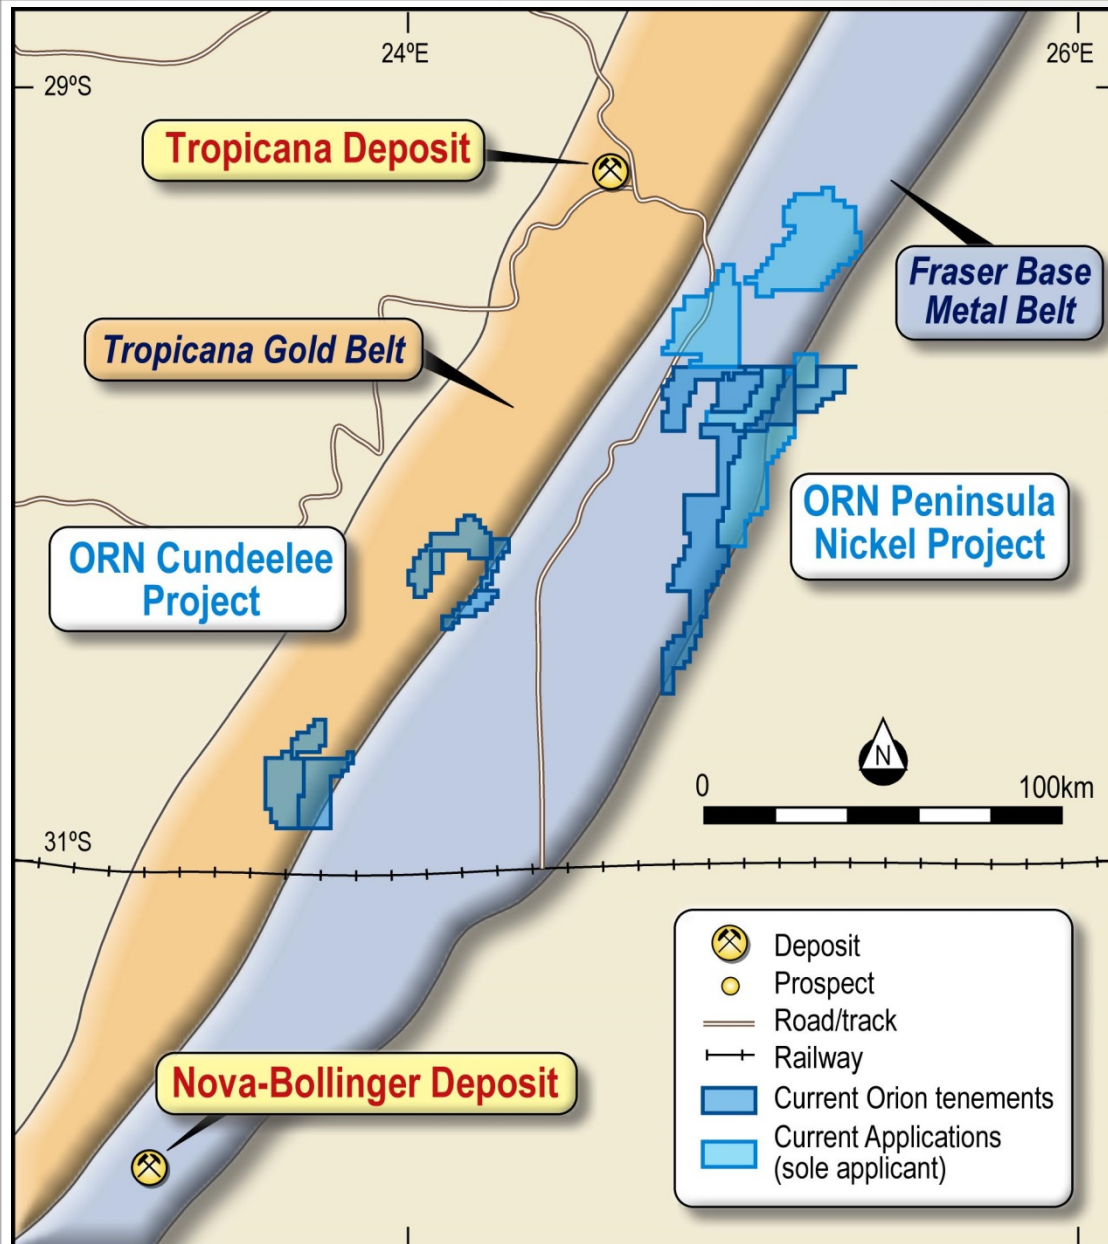 24ºE
26ºE
29ºS
Tropicana Deposit
Fraser Base
Metal Belt
Tropicana Gold Belt
ORN Peninsula
Nickel Project
ORN Cundeelee
Project
N
0
100km
31ºS
Deposit
Prospect
Road/track
Railway
Current Orion tenements
Current Applications
(sole applicant)
Nova-Bollinger Deposit